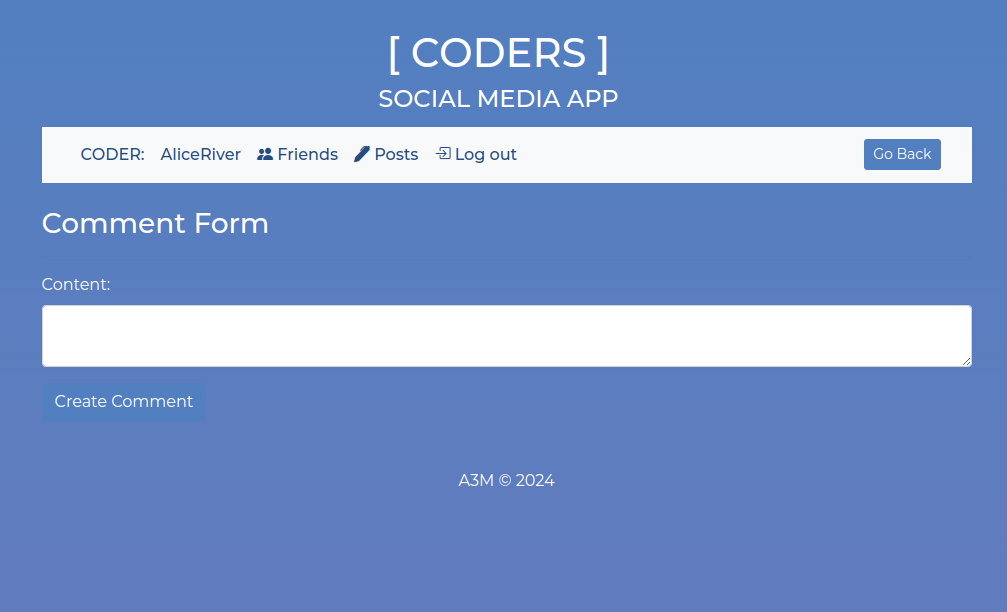 [ CODERS ]
SOCIAL MEDIA APP
CODER: AliceRiver Friends Posts Log out Go Back
Comment Form
Content:
Create Comment
A3M © 2024